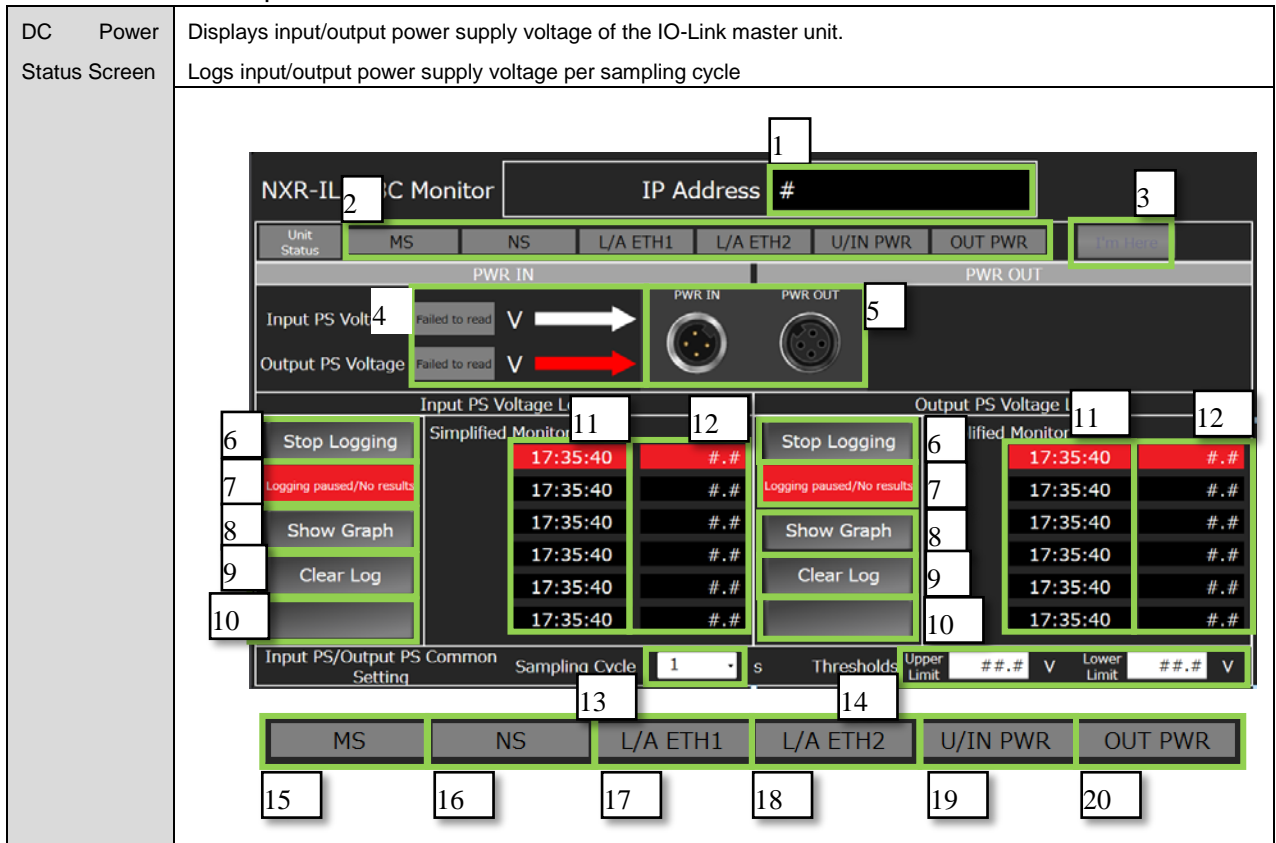 DC Power
Status Screen
Displays input/output power supply voltage of the IO-Link master unit.
Logs input/output power supply voltage per sampling cycle
1
NXR-IL C Monitor
IP Address #
2
3
Unit
Status
MS NS L/A ETH1 L/A ETH2 U/IN PWR OUT PWR I'm Here
PWR IN PWR OUT
PWR IN PWR OUT
4
5
Input PS Failed to read V
Output PS Voltage Failed to read V
Input PS Voltage Output PS Voltage
11 12 11 12
6 Stop Logging Simplified Monitor Stop Logging 6 Monitor
17:35:40 #.# 17:35:40 #.#
7 Logging paused/No results 17:35:40 #.# Logging paused/No results 7 17:35:40 #.#
8 Show Graph 17:35:40 #.# Show Graph 8 17:35:40 #.#
17:35:40 #.# 17:35:40 #.#
9 Clear Log 17:35:40 #.# Clear Log 9 17:35:40 #.#
10 17:35:40 #.# 10 17:35:40 #.#
Input PS/Output PS Common
Setting
Sampling Cycle 1 s Thresholds Upper
Limit ##.# V Lower
Limit ##.# V
13 14
MS NS L/A ETH1 L/A ETH2 U/IN PWR OUT PWR
15 16 17 18 19 20